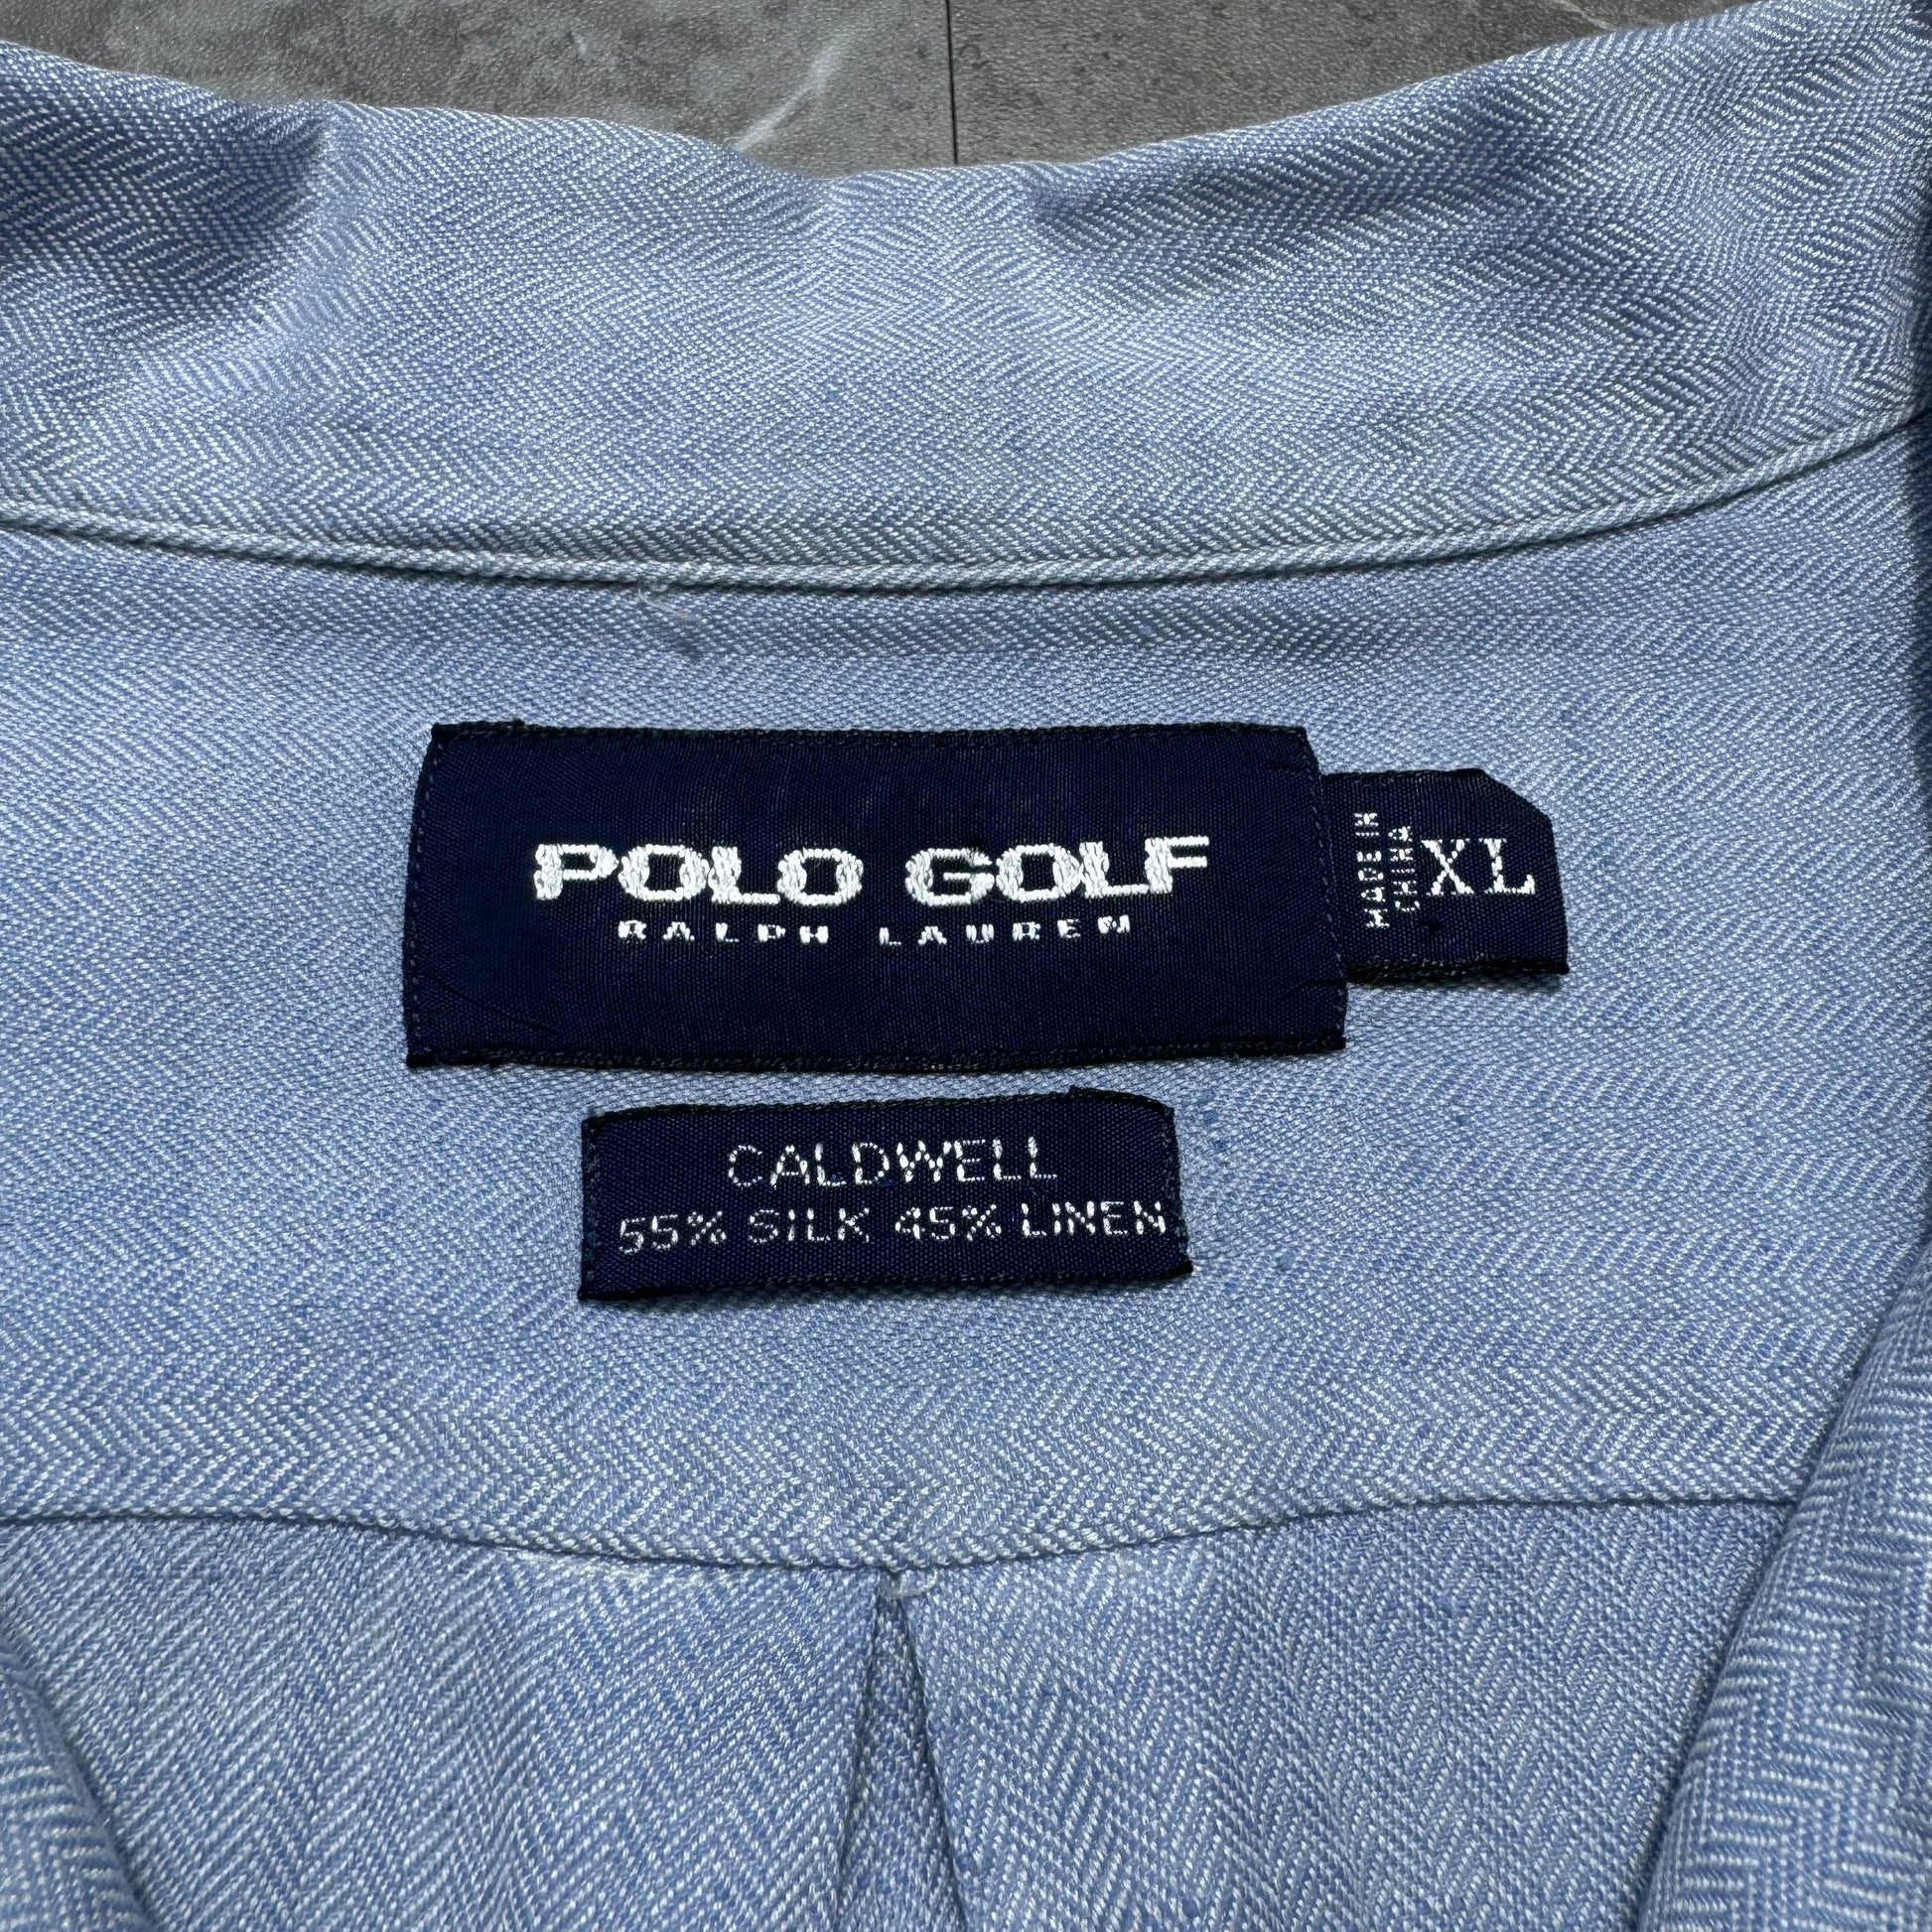 POLO GOLF
RALPH LAUREN
MADE IN
CHINA
XL
CALDWELL
55% SILK 45% LINEN